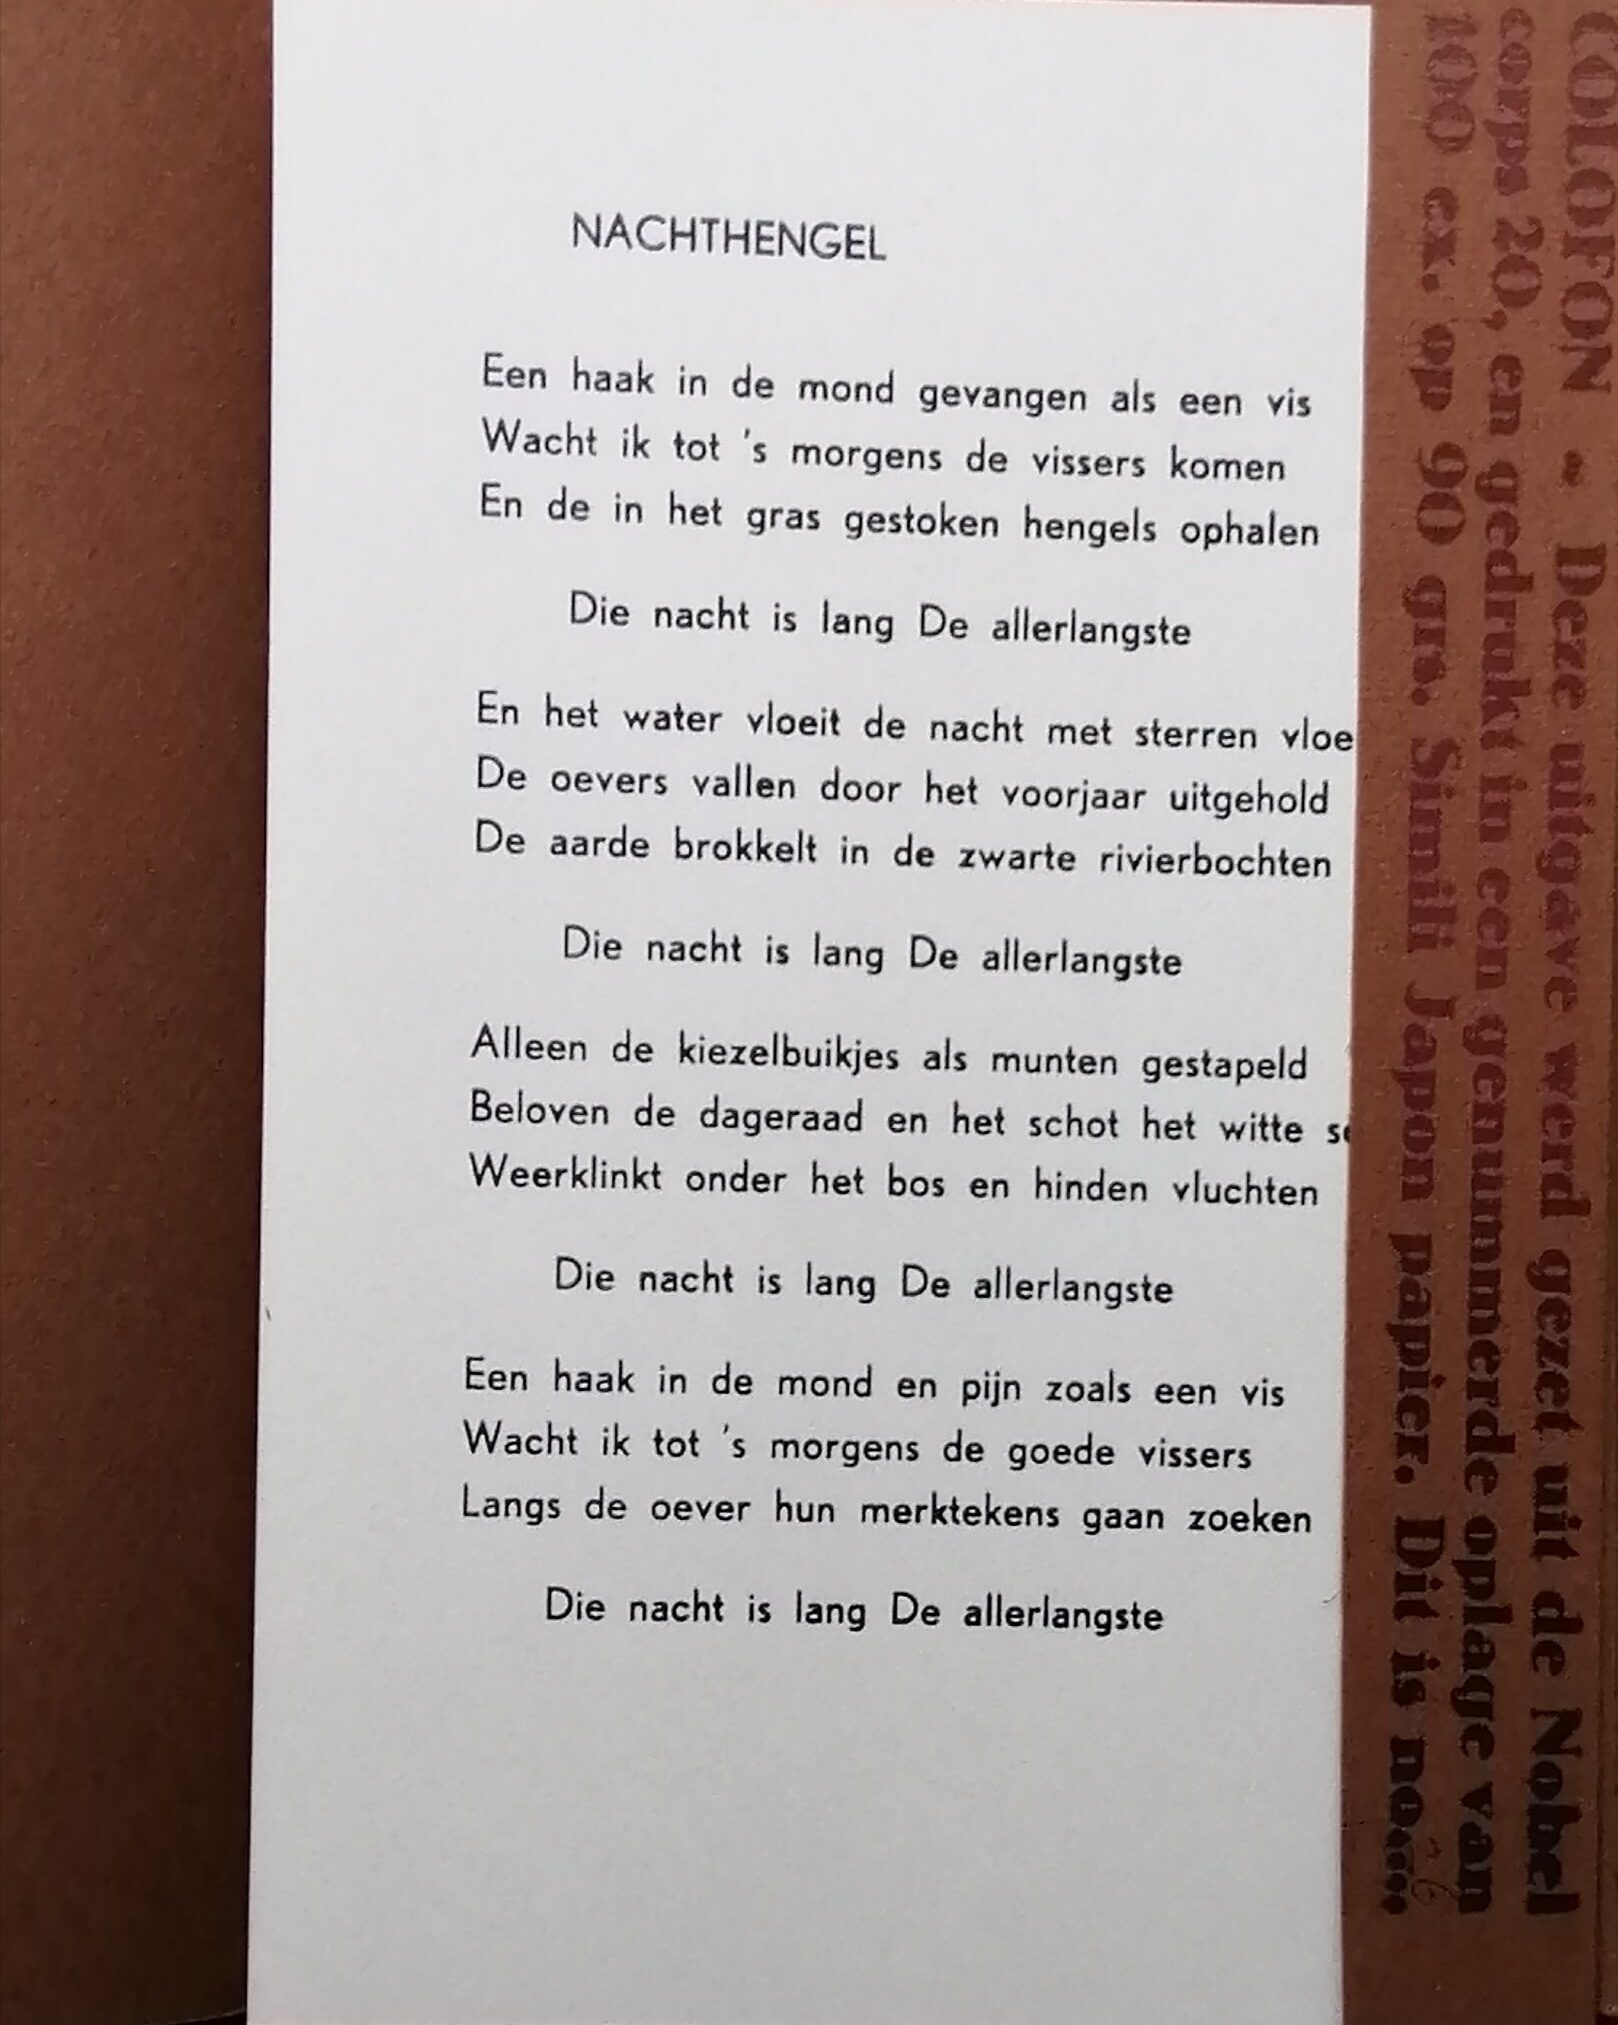 NACHTHENGEL
Een haak in de mond gevangen als een vis
Wacht ik tot 's morgens de vissers komen
En de in het gras gestoken hengels ophalen
Die nacht is lang De allerlangste
En het water vloeit de nacht met sterren vloe
De oevers vallen door het voorjaar uitgehold
De aarde brokkelt in de zwarte rivierbochten
Die nacht is lang De allerlangste
Alleen de kiezelbuikjes als munten gestapeld
Beloven de dageraad en het schot het witte
Weerklinkt onder het bos en hinden vluchten
Die nacht is lang De allerlangste
Een haak in de mond en pijn zoals een vis
Wacht ik tot 's morgens de goede vissers
Langs de oever hun merktekens gaan zoeken
Die nacht is lang De allerlangste
COLOFON * Deze uitgave werd gezet uit de Nobel
corps 20, en gedrukt in een genummerde oplage van
100 ex. op 90 grs. Simili Japon papier. Dit is no....